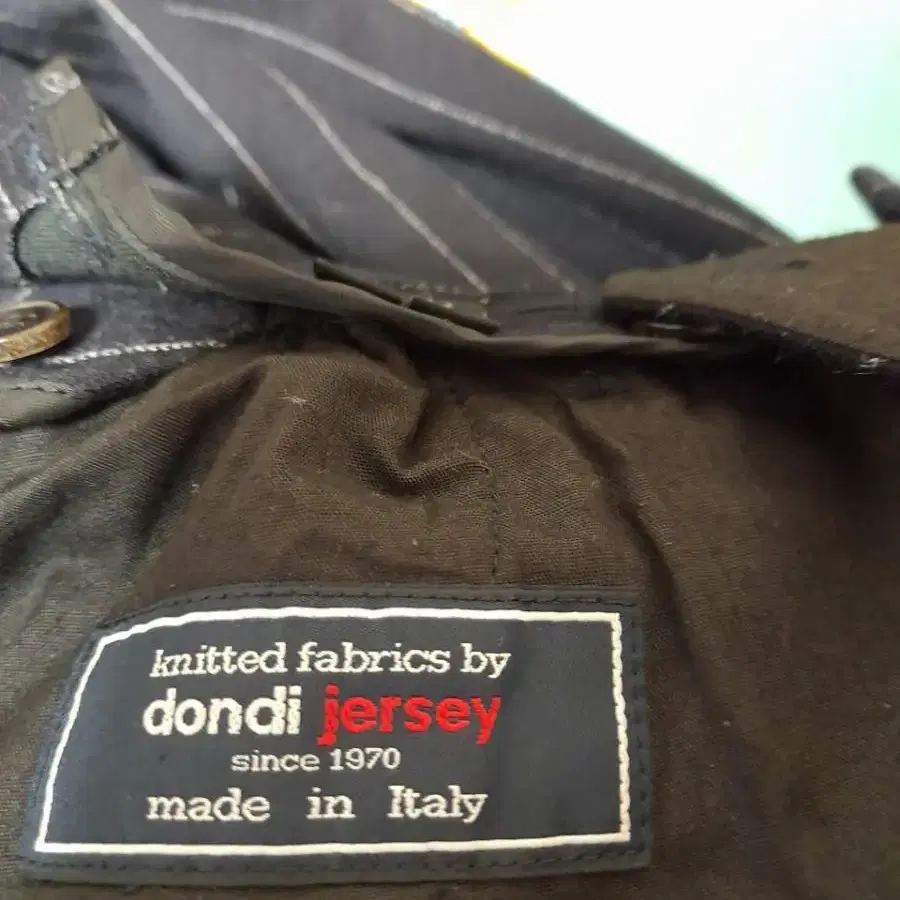 knitted fabrics by
dondi jersey
since 1970
made in Italy